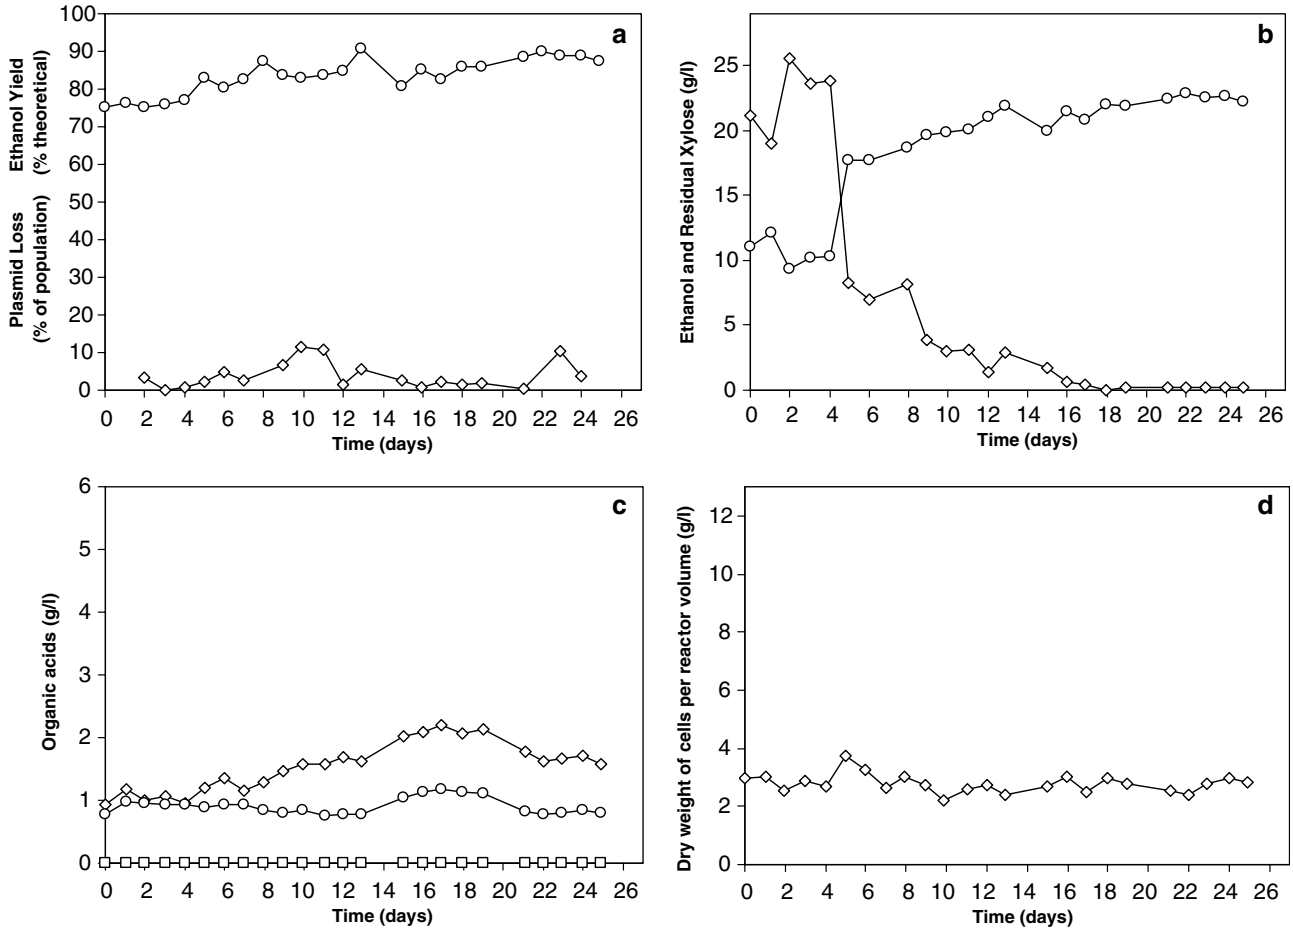 a
Ethanol Yield
(% theoretical)
Plasmid Loss
(% of population)
100
90
80
70
60
50
40
30
20
10
0
0 2 4 6 8 10 12 14 16 18 20 22 24 26
Time (days)
b
Ethanol and Residual Xylose (g/l)
25
20
15
10
5
0
0 2 4 6 8 10 12 14 16 18 20 22 24 26
Time (days)
c
Organic acids (g/l)
6
5
4
3
2
1
0
0 2 4 6 8 10 12 14 16 18 20 22 24 26
Time (days)
d
Dry weight of cells per reactor volume (g/l)
12
10
8
6
4
2
0
0 2 4 6 8 10 12 14 16 18 20 22 24 26
Time (days)